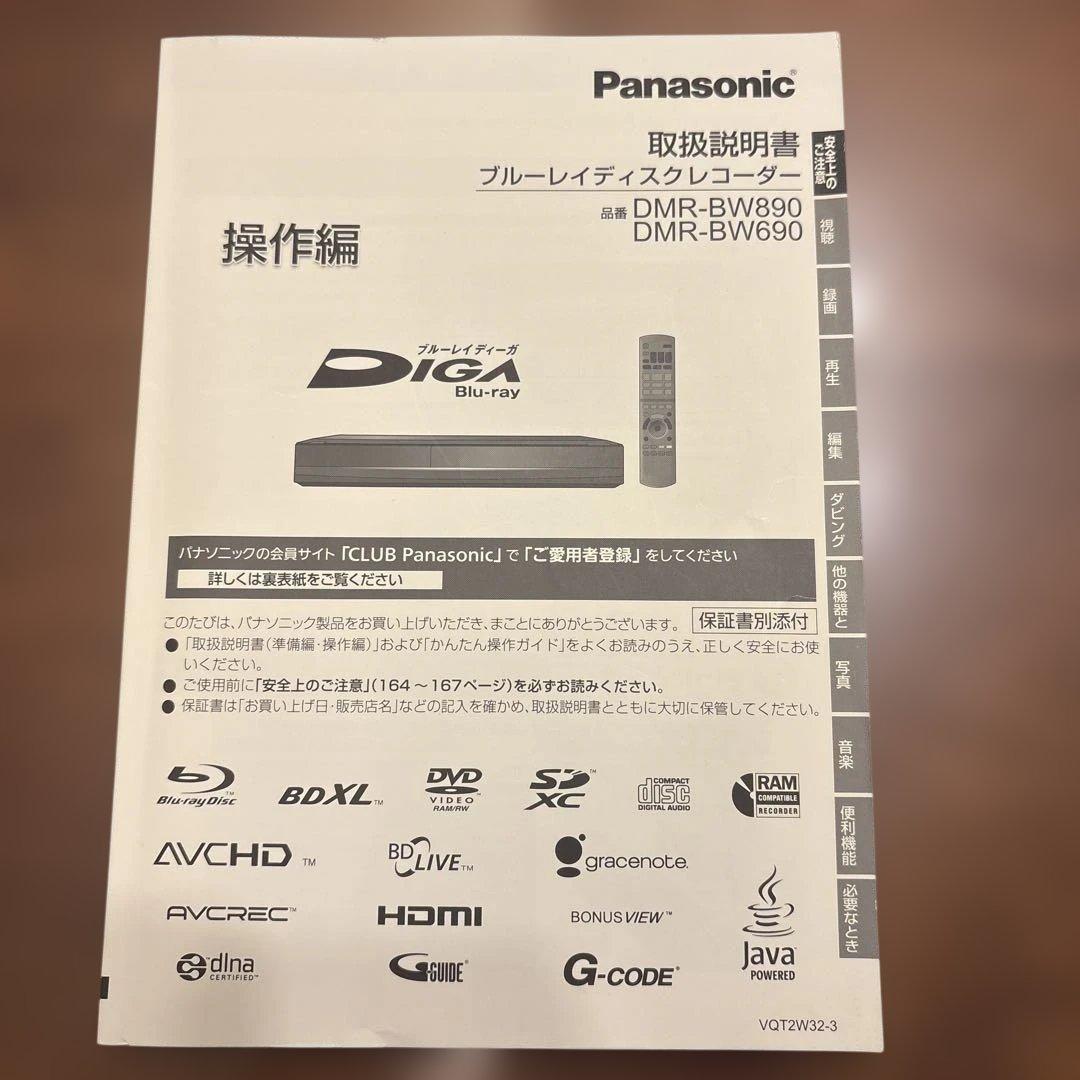 Panasonic®
取扱説明書
ブルーレイディスクレコーダー
品番 DMR-BW890
DMR-BW690
操作編
安全上の
ご注意
視聴
録画
再生
編集
ダビング
他の機器と
写真
音楽
便利機能
必要なとき
ブルーレイディーガ
DIGA
Blu-ray
パナソニックの会員サイト「CLUB Panasonic」で「ご愛用者登録」をしてください
詳しくは裏表紙をご覧ください
このたびは、パナソニック製品をお買い上げいただき、まことにありがとうございます。 保証書別添付
●「取扱説明書（準備編・操作編）」および「かんたん操作ガイド」をよくお読みのうえ、正しく安全にお使
いください。
● ご使用前に「安全上のご注意」（164～167ページ）を必ずお読みください。
● 保証書は「お買い上げ日・販売店名」などの記入を確かめ、取扱説明書とともに大切に保管してください。
Blu-ray Disc™
BDXL™
DVD
VIDEO™
RAM/RW
SD XC™
COMPACT
disc
DIGITAL AUDIO
RAM
COMPATIBLE
RECORDER
AVCHD™
BD LIVE™
gracenote.
AVCREC™
HDMI
BONUSVIEW™
Java™
POWERED
dlna
CERTIFIED™
G-GUIDE®
G-CODE®
VQT2W32-3